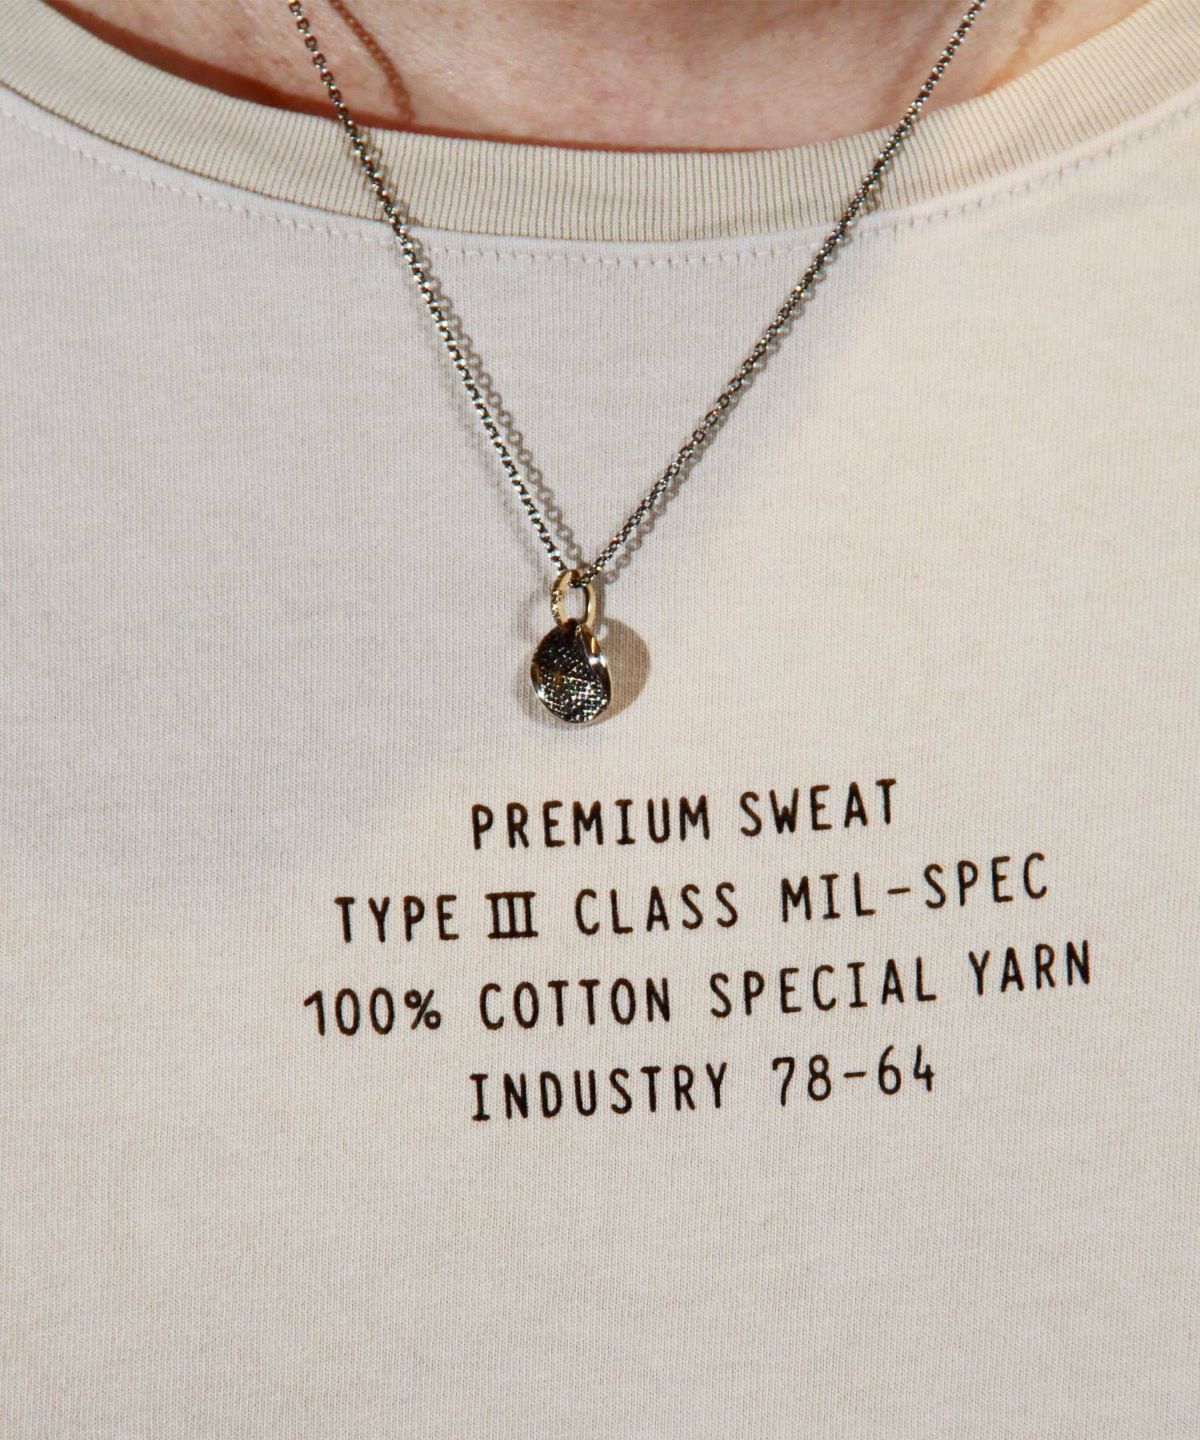 PREMIUM SWEAT
TYPE Ⅲ CLASS MIL-SPEC
100% COTTON SPECIAL YARN
INDUSTRY 78-64